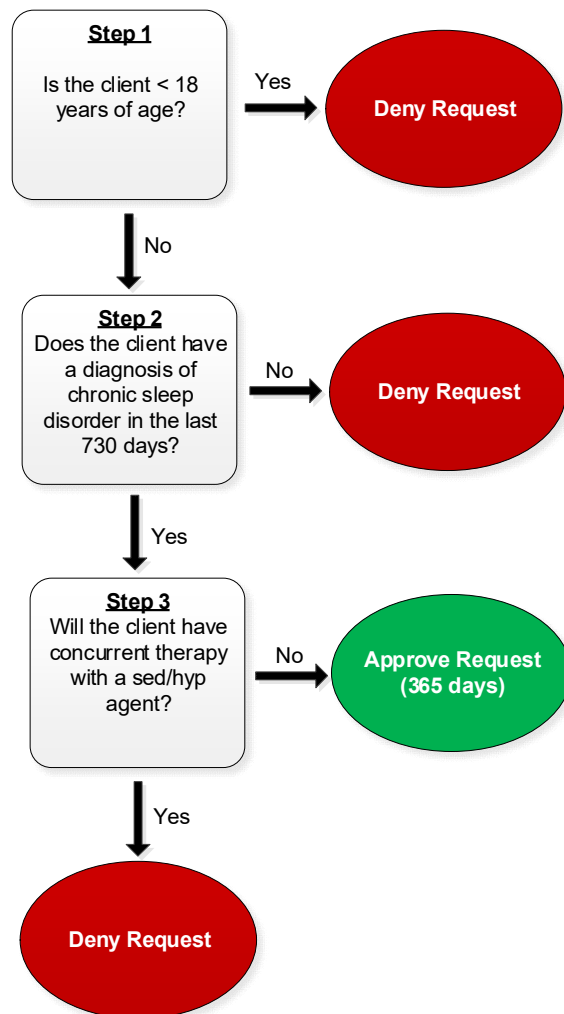 Step 1
Is the client < 18
years of age?
Yes
Deny Request
No
Step 2
Does the client have
a diagnosis of
chronic sleep
disorder in the last
730 days?
No
Deny Request
Yes
Step 3
Will the client have
concurrent therapy
with a sed/hyp
agent?
No
Approve Request
(365 days)
Yes
Deny Request